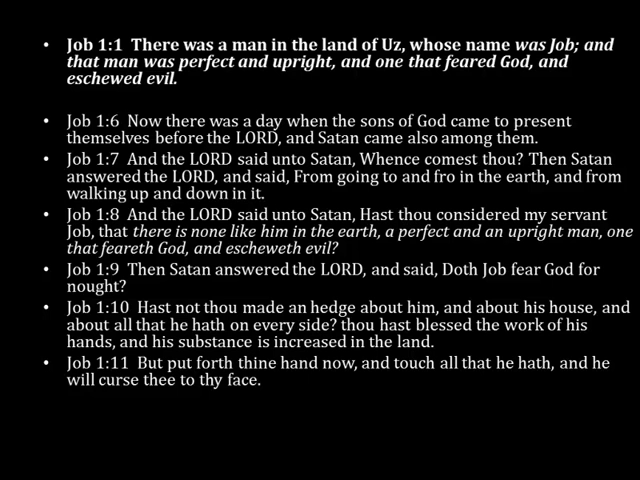 • Job 1:1 There was a man in the land of Uz, whose name was Job; and
that man was perfect and upright, and one that feared God, and
eschewed evil.
• Job 1:6 Now there was a day when the sons of God came to present
themselves before the LORD, and Satan came also among them.
• Job 1:7 And the LORD said unto Satan, Whence comest thou? Then Satan
answered the LORD, and said, From going to and fro in the earth, and from
walking up and down in it.
• Job 1:8 And the LORD said unto Satan, Hast thou considered my servant
Job, that there is none like him in the earth, a perfect and an upright man, one
that feareth God, and escheweth evil?
• Job 1:9 Then Satan answered the LORD, and said, Doth Job fear God for
nought?
• Job 1:10 Hast not thou made an hedge about him, and about his house, and
about all that he hath on every side? thou hast blessed the work of his
hands, and his substance is increased in the land.
• Job 1:11 But put forth thine hand now, and touch all that he hath, and he
will curse thee to thy face.